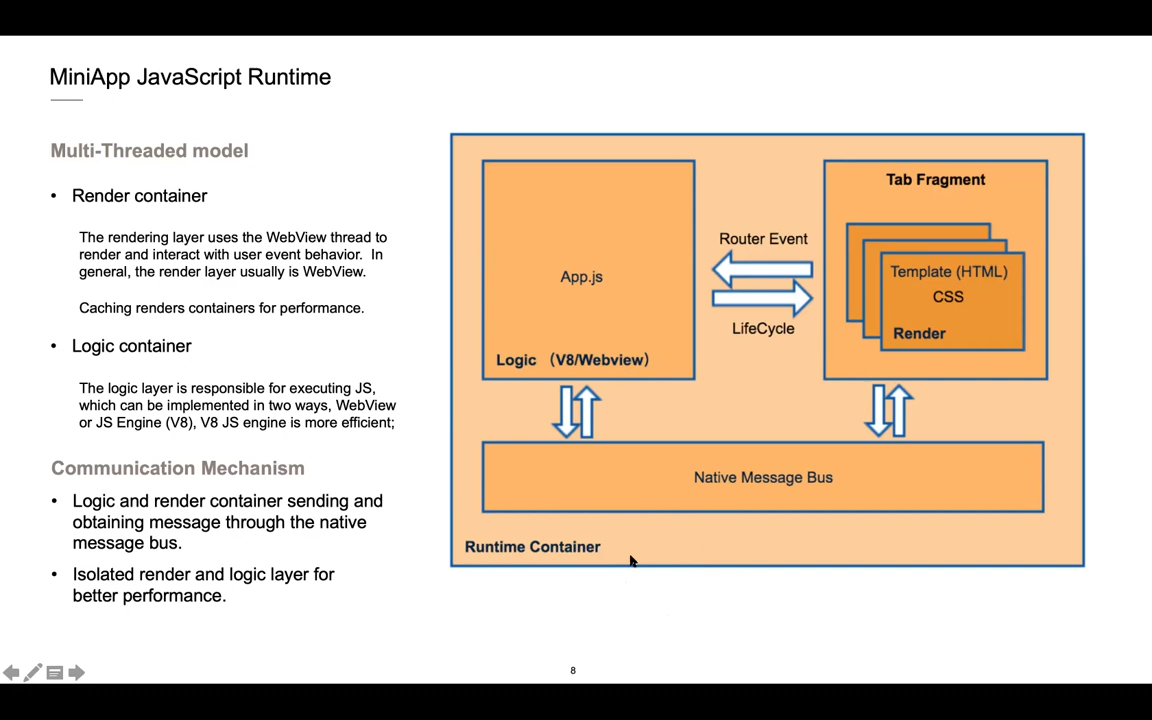 MiniApp JavaScript Runtime
Multi-Threaded model
• Render container
The rendering layer uses the WebView thread to
render and interact with user event behavior. In
general, the render layer usually is WebView.
Caching renders containers for performance.
• Logic container
The logic layer is responsible for executing JS,
which can be implemented in two ways, WebView
or JS Engine (V8), V8 JS engine is more efficient;
Communication Mechanism
• Logic and render container sending and
obtaining message through the native
message bus.
• Isolated render and logic layer for
better performance.
App.js
Logic （V8/Webview）
Router Event
LifeCycle
Tab Fragment
Template (HTML)
CSS
Render
Native Message Bus
Runtime Container
8